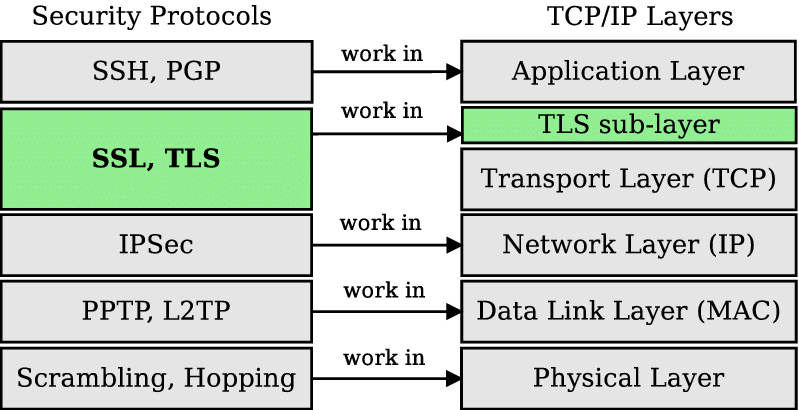 Security Protocols
TCP/IP Layers
SSH, PGP
work in
Application Layer
SSL, TLS
work in
TLS sub-layer
Transport Layer (TCP)
IPSec
work in
Network Layer (IP)
PPTP, L2TP
work in
Data Link Layer (MAC)
Scrambling, Hopping
work in
Physical Layer